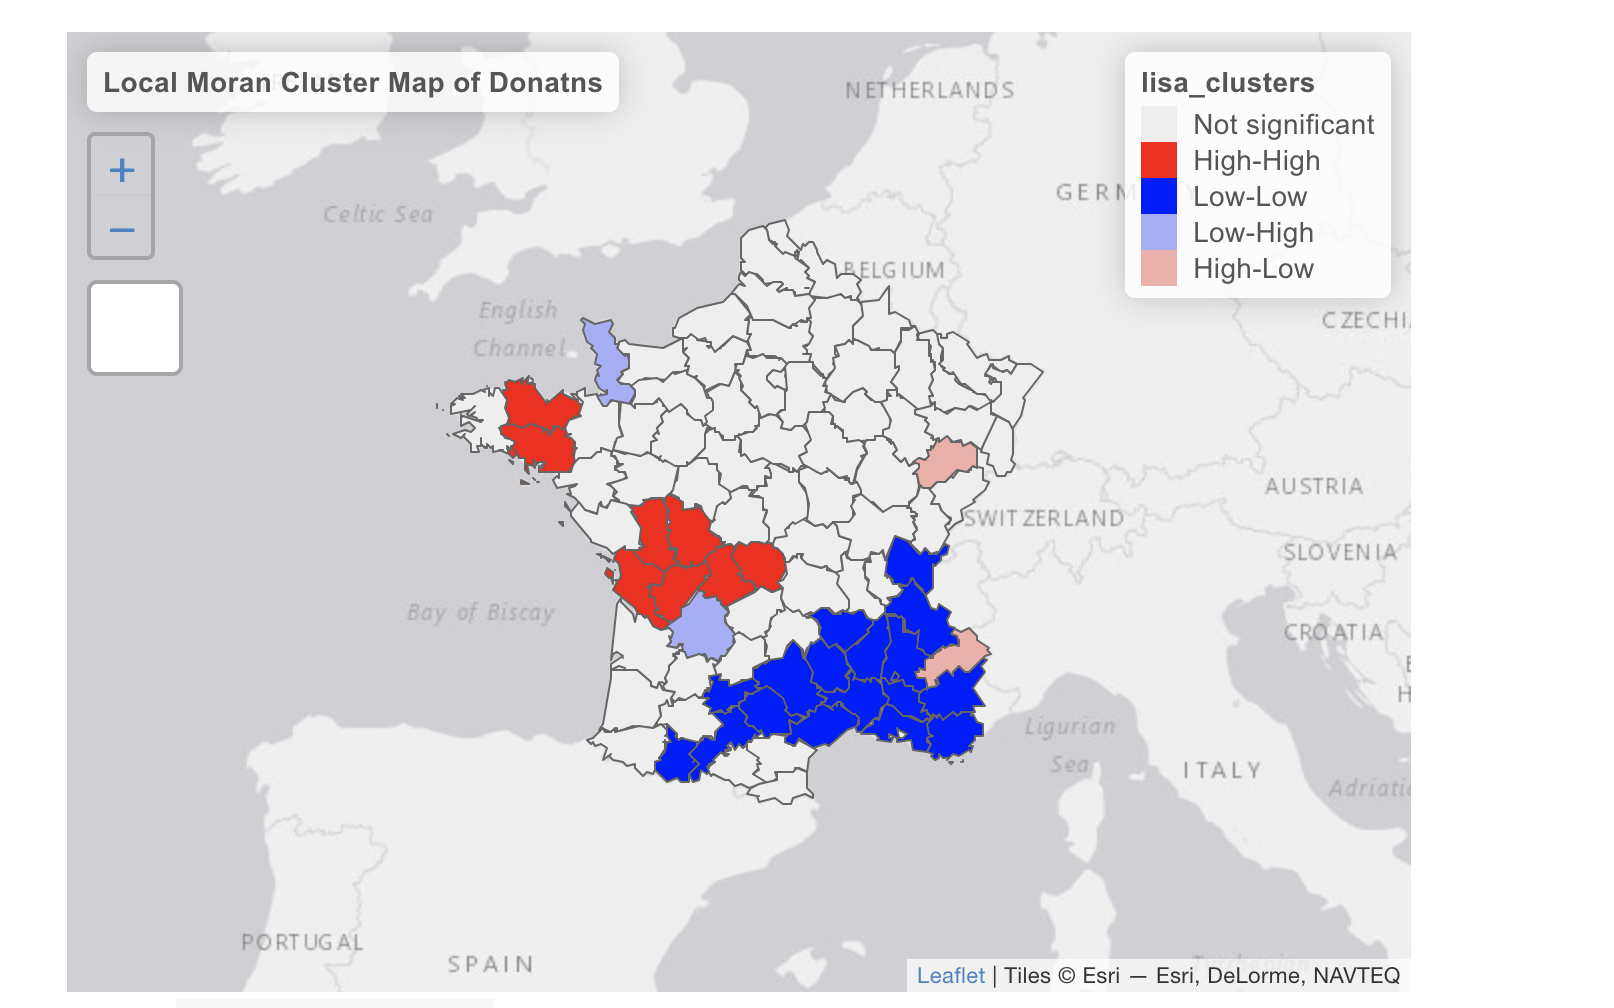 Local Moran Cluster Map of Donatns
+
−
lisa_clusters
Not significant
High-High
Low-Low
Low-High
High-Low
NETHERLANDS
GERM
Celtic Sea
BELGIUM
English
Channel
CZECHI
AUSTRIA
SWITZERLAND
SLOVENIA
Bay of Biscay
CROATIA
Ligurian
Sea
ITALY
Adriatic
PORTUGAL
SPAIN
Tyrrhenian
Leaflet | Tiles © Esri — Esri, DeLorme, NAVTEQ